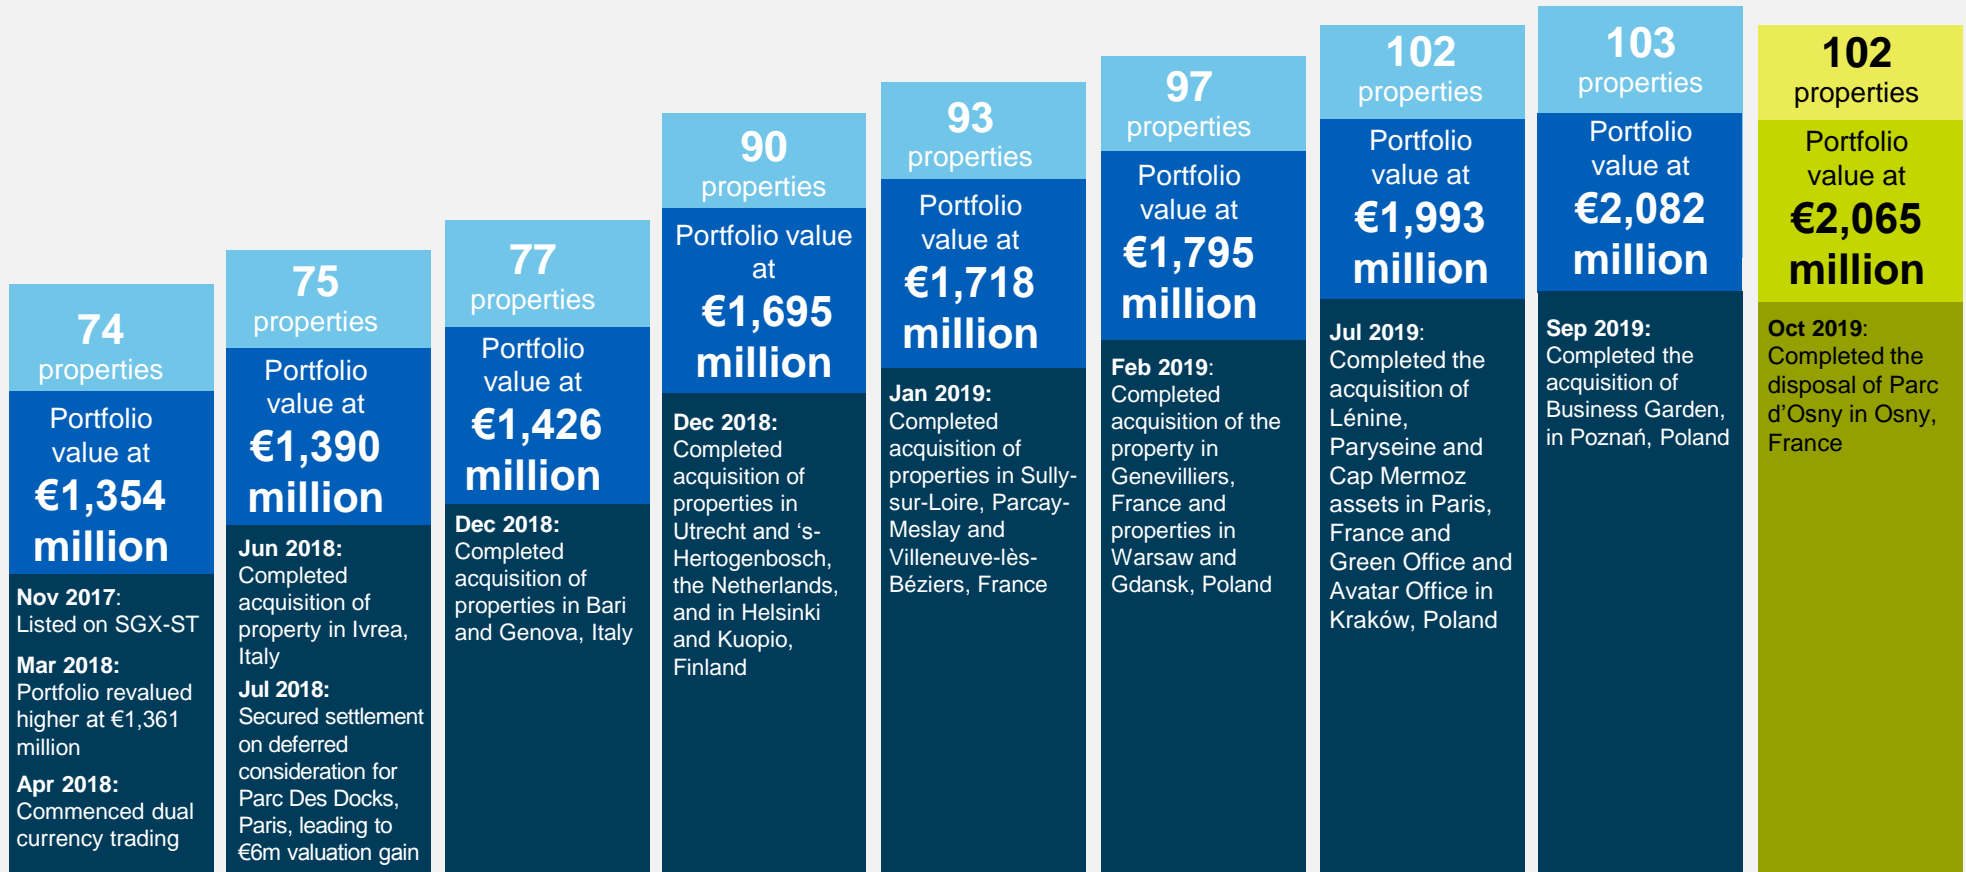 74
properties
Portfolio
value at
€1,354
million
Nov 2017:
Listed on SGX-ST
Mar 2018:
Portfolio revalued
higher at €1,361
million
Apr 2018:
Commenced dual
currency trading
75
properties
Portfolio
value at
€1,390
million
Jun 2018:
Completed
acquisition of
property in Ivrea,
Italy
Jul 2018:
Secured settlement
on deferred
consideration for
Parc Des Docks,
Paris, leading to
€6m valuation gain
77
properties
Portfolio
value at
€1,426
million
Dec 2018:
Completed
acquisition of
properties in Bari
and Genova, Italy
90
properties
Portfolio value
at
€1,695
million
Dec 2018:
Completed
acquisition of
properties in
Utrecht and ‘s-
Hertogenbosch,
the Netherlands,
and in Helsinki
and Kuopio,
Finland
93
properties
Portfolio
value at
€1,718
million
Jan 2019:
Completed
acquisition of
properties in Sully-
sur-Loire, Parcay-
Meslay and
Villeneuve-lès-
Béziers, France
97
properties
Portfolio
value at
€1,795
million
Feb 2019:
Completed
acquisition of the
property in
Genevilliers,
France and
properties in
Warsaw and
Gdansk, Poland
102
properties
Portfolio
value at
€1,993
million
Jul 2019:
Completed the
acquisition of
Lénine,
Paryseine and
Cap Mermoz
assets in Paris,
France and
Green Office and
Avatar Office in
Kraków, Poland
103
properties
Portfolio
value at
€2,082
million
Sep 2019:
Completed the
acquisition of
Business Garden,
in Poznań, Poland
102
properties
Portfolio
value at
€2,065
million
Oct 2019:
Completed the
disposal of Parc
d’Osny in Osny,
France